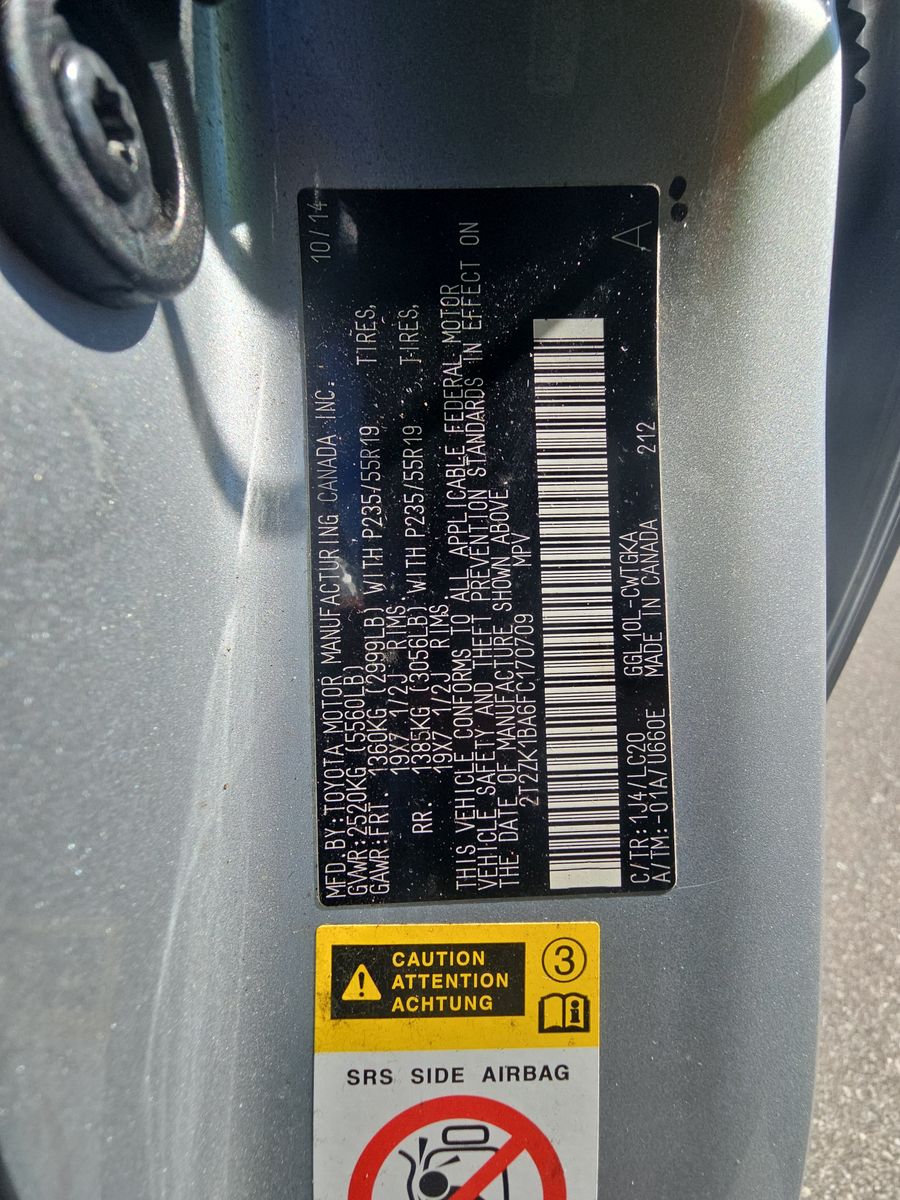 MFD.BY:TOYOTA MOTOR MANUFACTURING CANADA INC. 10/14
GVWR:2520KG (5560LB)
GAWR:FRT. 1360KG (2999LB) WITH P235/55R19 TIRES,
19X7 1/2J RIMS.
RR. 1385KG (3056LB) WITH P235/55R19 TIRES,
19X7 1/2J RIMS.
THIS VEHICLE CONFORMS TO ALL APPLICABLE FEDERAL MOTOR
VEHICLE SAFETY AND THEFT PREVENTION STANDARDS IN EFFECT ON
THE DATE OF MANUFACTURE SHOWN ABOVE
2T2ZK1BA6FC170709 MPV
A
C/TR:1J4/LC20 GGL10L-CWTGKA 212
A/TM:-01A/U660E MADE IN CANADA
CAUTION
ATTENTION
ACHTUNG
3
i
SRS SIDE AIRBAG